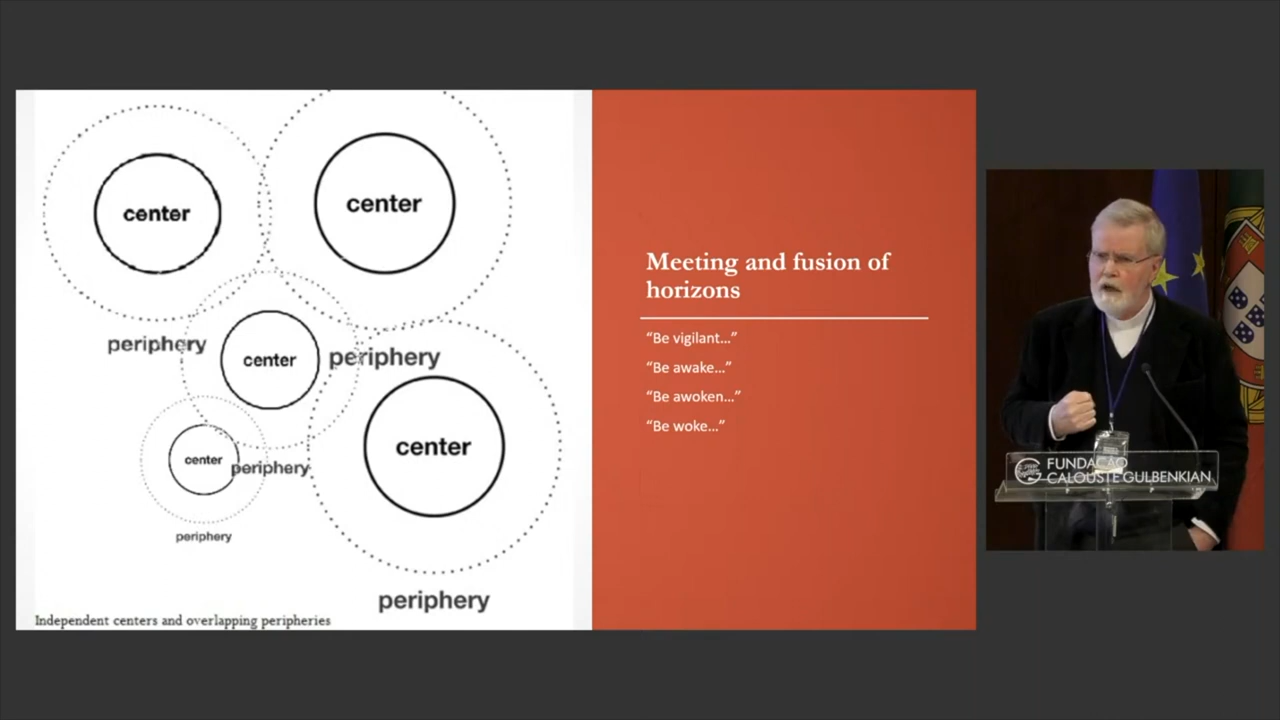 center
center
periphery
center
periphery
center
center
periphery
periphery
periphery
Independent centers and overlapping peripheries
Meeting and fusion of
horizons
“Be vigilant...”
“Be awake...”
“Be awoken...”
“Be woke...”
FUNDAÇÃO
CALOUSTE GULBENKIAN